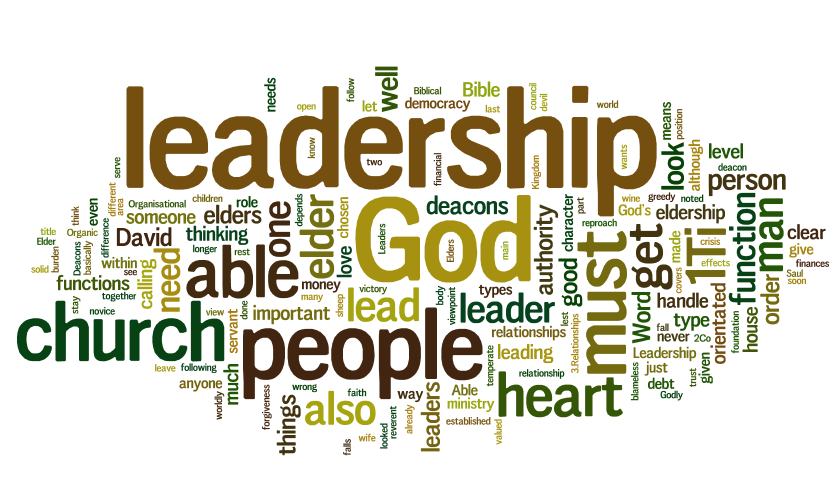 leadership
God
people
church
able
must
heart
leader
lead
get
1Ti
man
function
elder
also
one
need
look
well
person
David
thinking
someone
elders
deacons
authority
good
character
eldership
Word
handle
type
order
orientated
house
clear
give
finances
Saul
soon
level
deacon
although
means
position
needs
open
follow
let
Biblical
democracy
Bible
last
council
devil
world
know
two
financial
Kingdom
wants
serve
children
role
Organisational
different
area
even
think
title
Elder
Organic
solid
burden
Deacons
basically
difference
within
see
longer
rest
functions
together
calling
stay
novice
view
servant
done
important
money
many
sheep
victory
love
chosen
depends
Leaders
Elders
main
body
viewpoint
types
relationships
lest
leading
relationship
temperate
3.Relationships
part
reproach
wine
God's
greedy
noted
made
crisis
effects
covers
fall
never
2Co
Leadership
just
debt
Godly
trust
given
blameless
foundation
leave
following
anyone
much
worldly
forgiveness
wrong
things
faith
way
falls
wife
looked
reverent
already
leaders
Able
ministry
established
valued